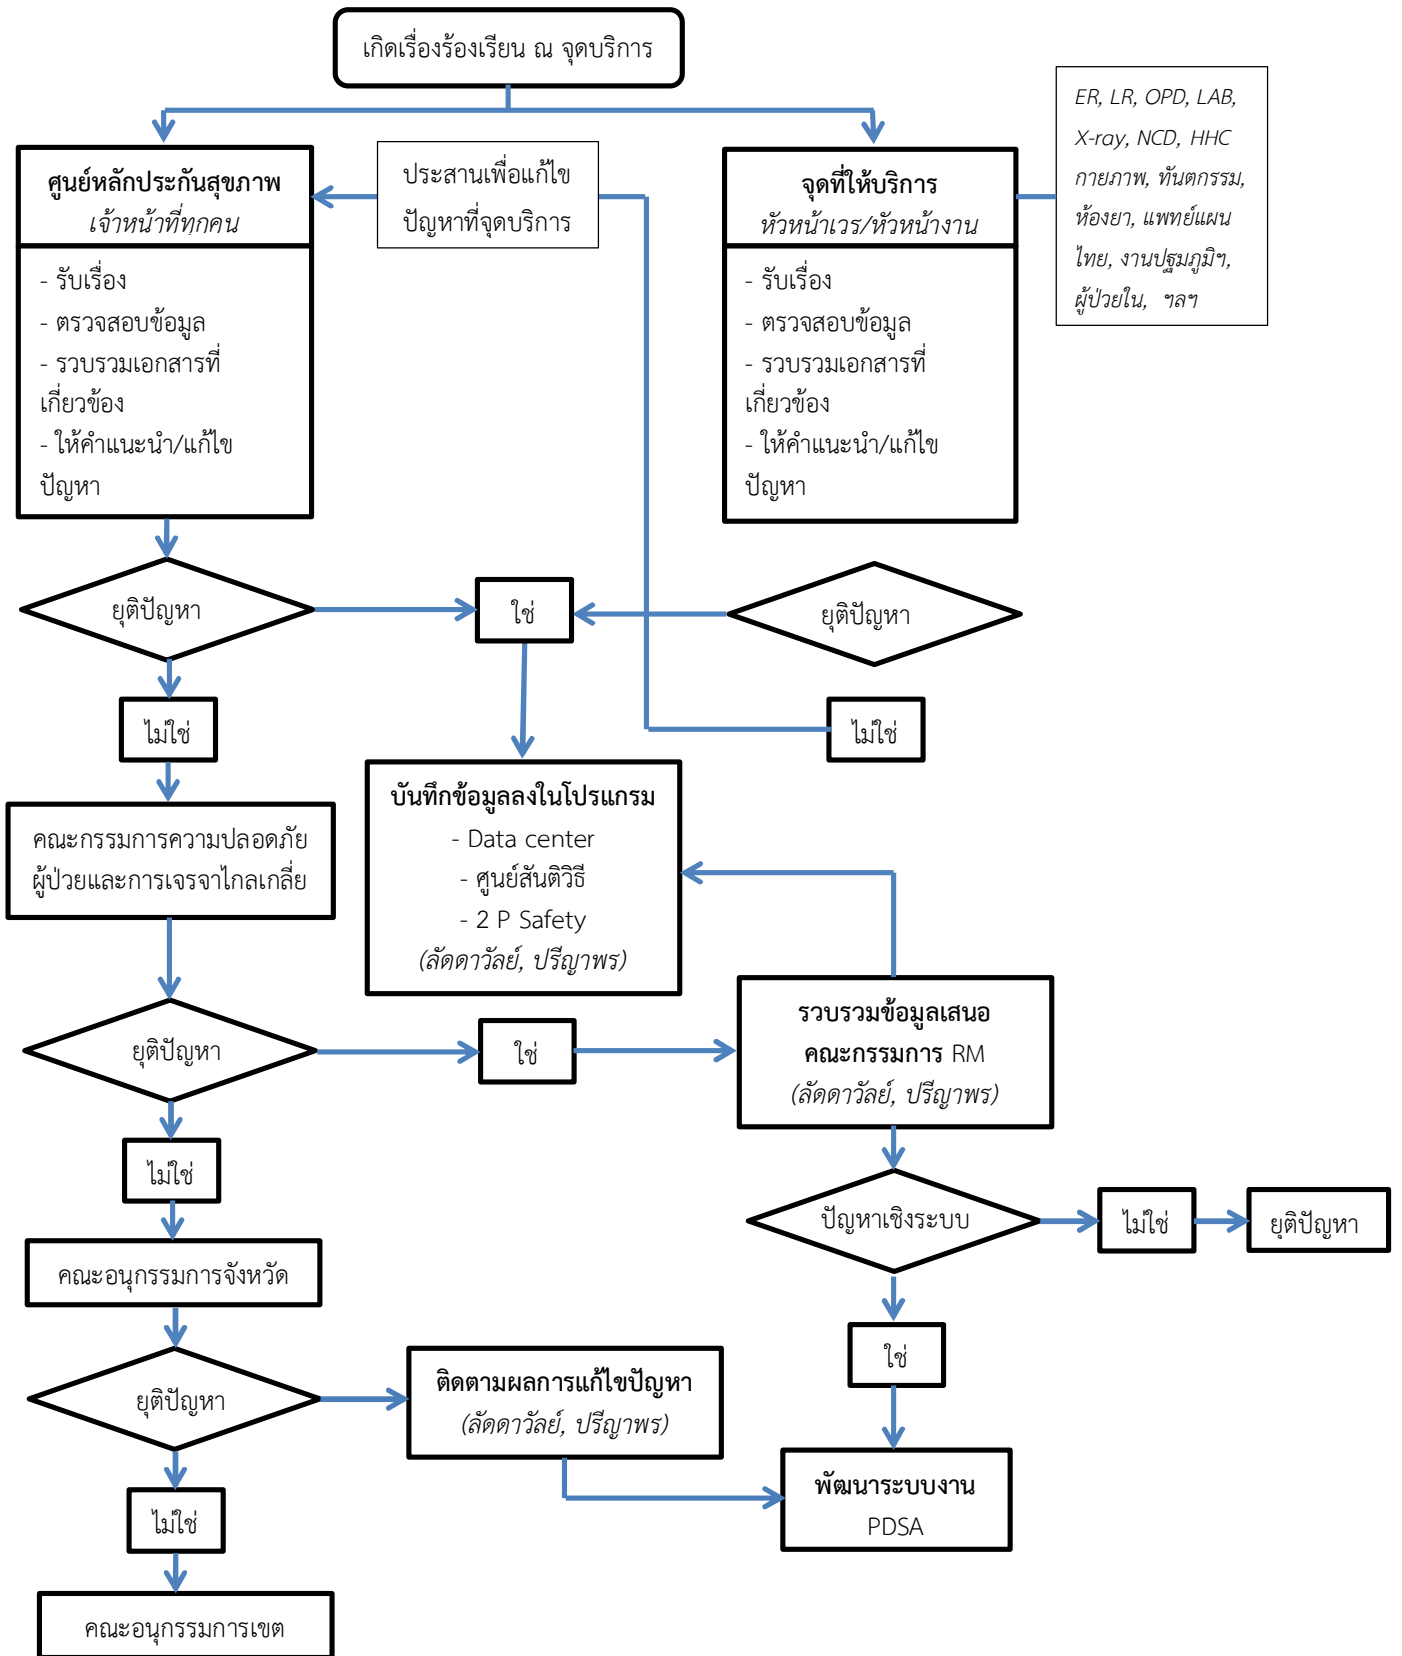 เกิดเรื่องร้องเรียน ณ จุดบริการ
ศูนย์หลักประกันสุขภาพ
เจ้าหน้าที่ทุกคน
- รับเรื่อง
- ตรวจสอบข้อมูล
- รวบรวมเอกสารที่
เกี่ยวข้อง
- ให้คำแนะนำ/แก้ไข
ปัญหา
ประสานเพื่อแก้ไข
ปัญหาที่จุดบริการ
จุดที่ให้บริการ
หัวหน้าเวร/หัวหน้างาน
- รับเรื่อง
- ตรวจสอบข้อมูล
- รวบรวมเอกสารที่
เกี่ยวข้อง
- ให้คำแนะนำ/แก้ไข
ปัญหา
ER, LR, OPD, LAB,
X-ray, NCD, HHC
กายภาพ, ทันตกรรม,
ห้องยา, แพทย์แผน
ไทย, งานปฐมภูมิฯ,
ผู้ป่วยใน, ฯลฯ
ยุติปัญหา
ใช่
ยุติปัญหา
ไม่ใช่
ไม่ใช่
บันทึกข้อมูลลงในโปรแกรม
- Data center
- ศูนย์สันติวิธี
- 2 P Safety
(ลัดดาวัลย์, ปรีญาพร)
คณะกรรมการความปลอดภัย
ผู้ป่วยและการเจรจาไกลเกลี่ย
ยุติปัญหา
ใช่
รวบรวมข้อมูลเสนอ
คณะกรรมการ RM
(ลัดดาวัลย์, ปรีญาพร)
ไม่ใช่
ปัญหาเชิงระบบ
ไม่ใช่
ยุติปัญหา
คณะอนุกรรมการจังหวัด
ใช่
ยุติปัญหา
ติดตามผลการแก้ไขปัญหา
(ลัดดาวัลย์, ปรีญาพร)
พัฒนาระบบงาน
PDSA
ไม่ใช่
คณะอนุกรรมการเขต